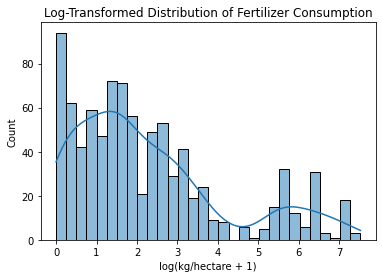 Log-Transformed Distribution of Fertilizer Consumption
80
60
40
20
0
Count
0 1 2 3 4 5 6 7
log(kg/hectare + 1)